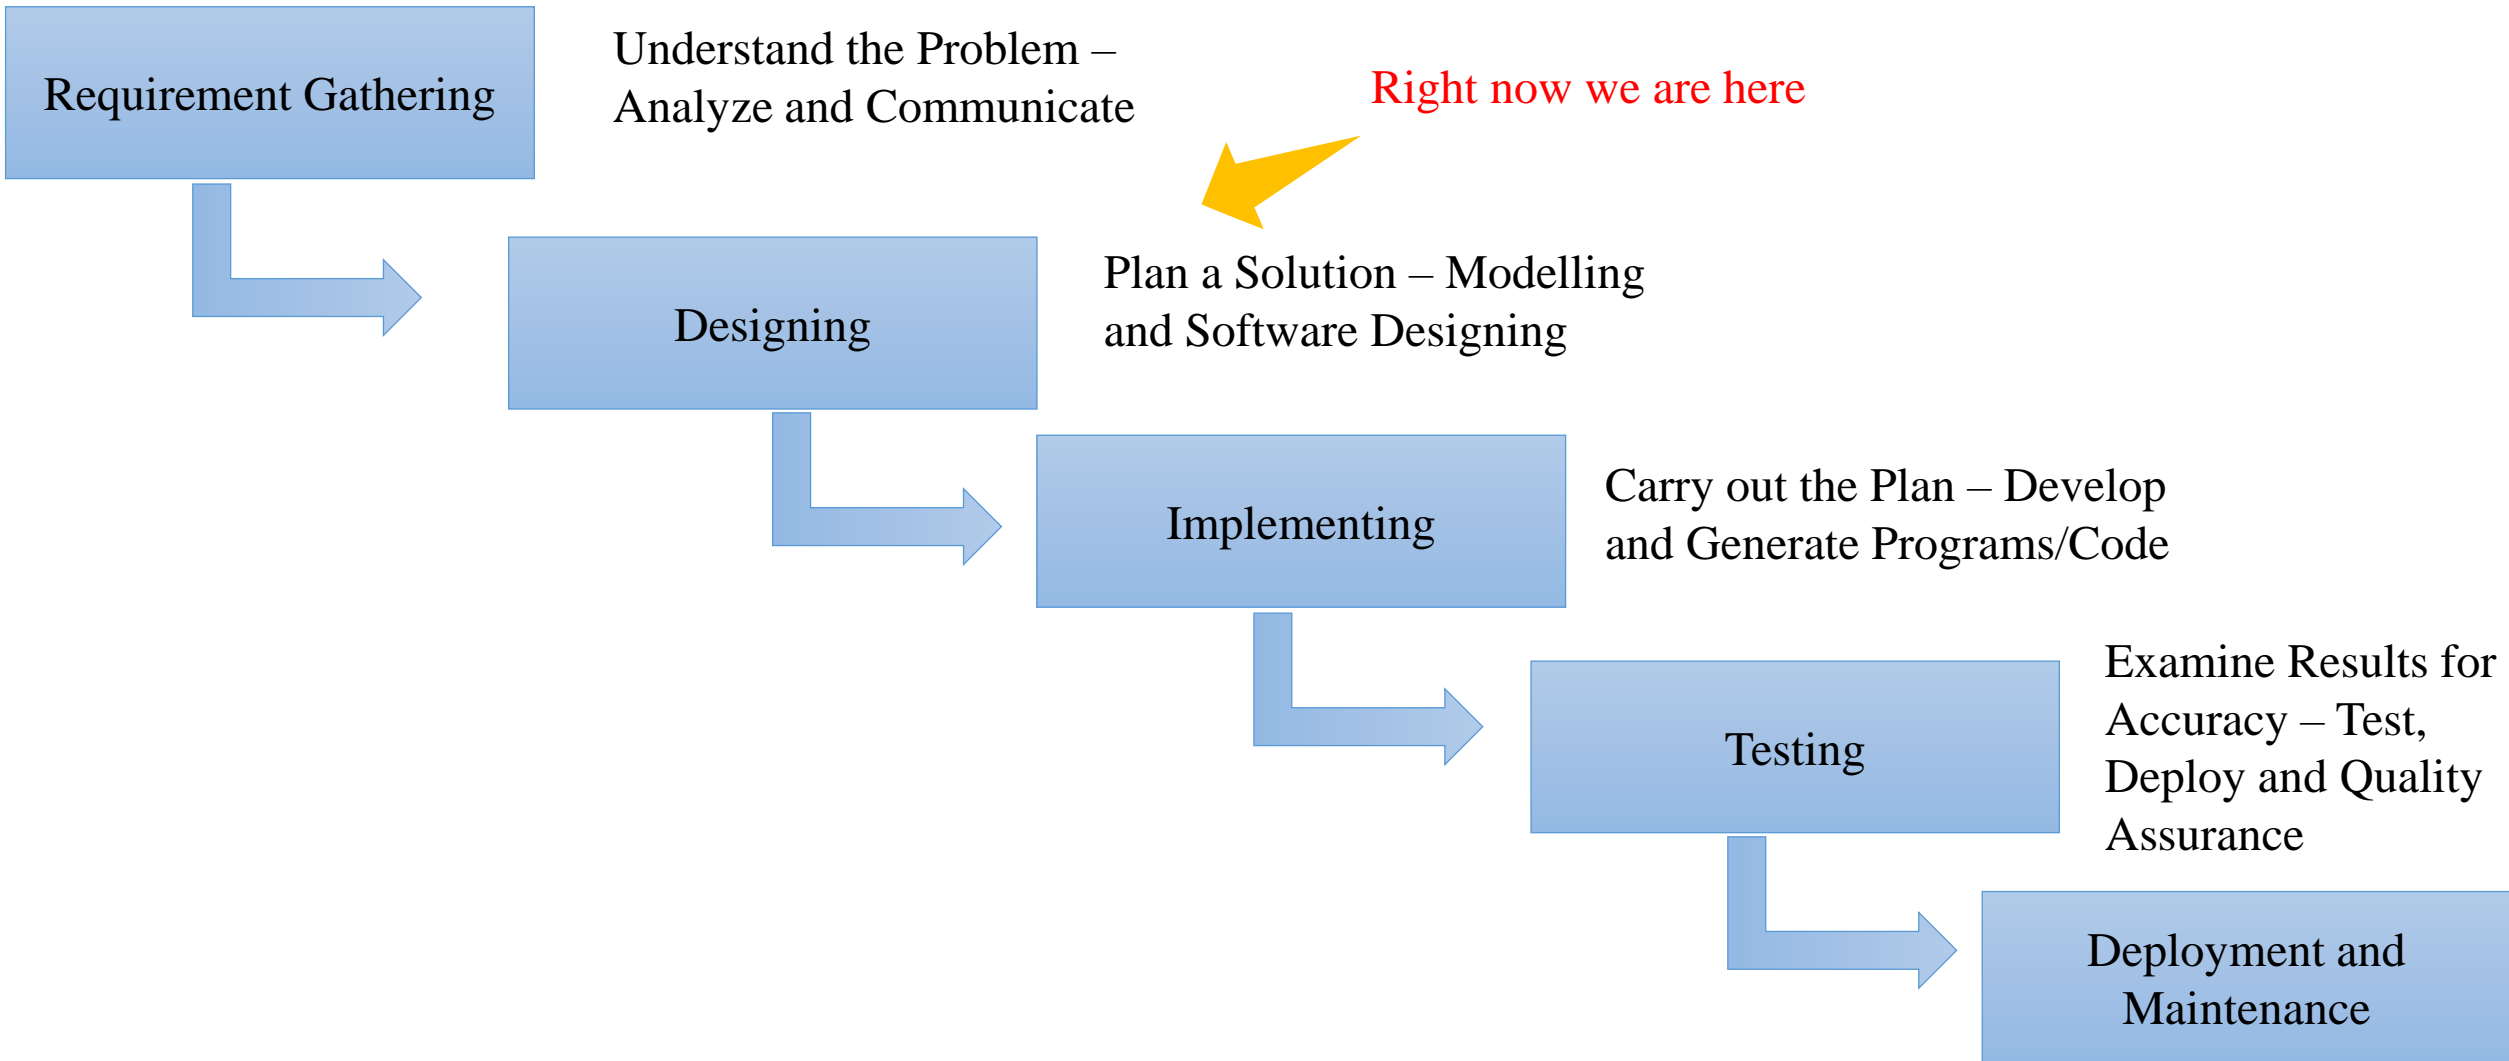 Requirement Gathering
Understand the Problem –
Analyze and Communicate
Right now we are here
Designing
Plan a Solution – Modelling
and Software Designing
Implementing
Carry out the Plan – Develop
and Generate Programs/Code
Testing
Examine Results for
Accuracy – Test,
Deploy and Quality
Assurance
Deployment and
Maintenance